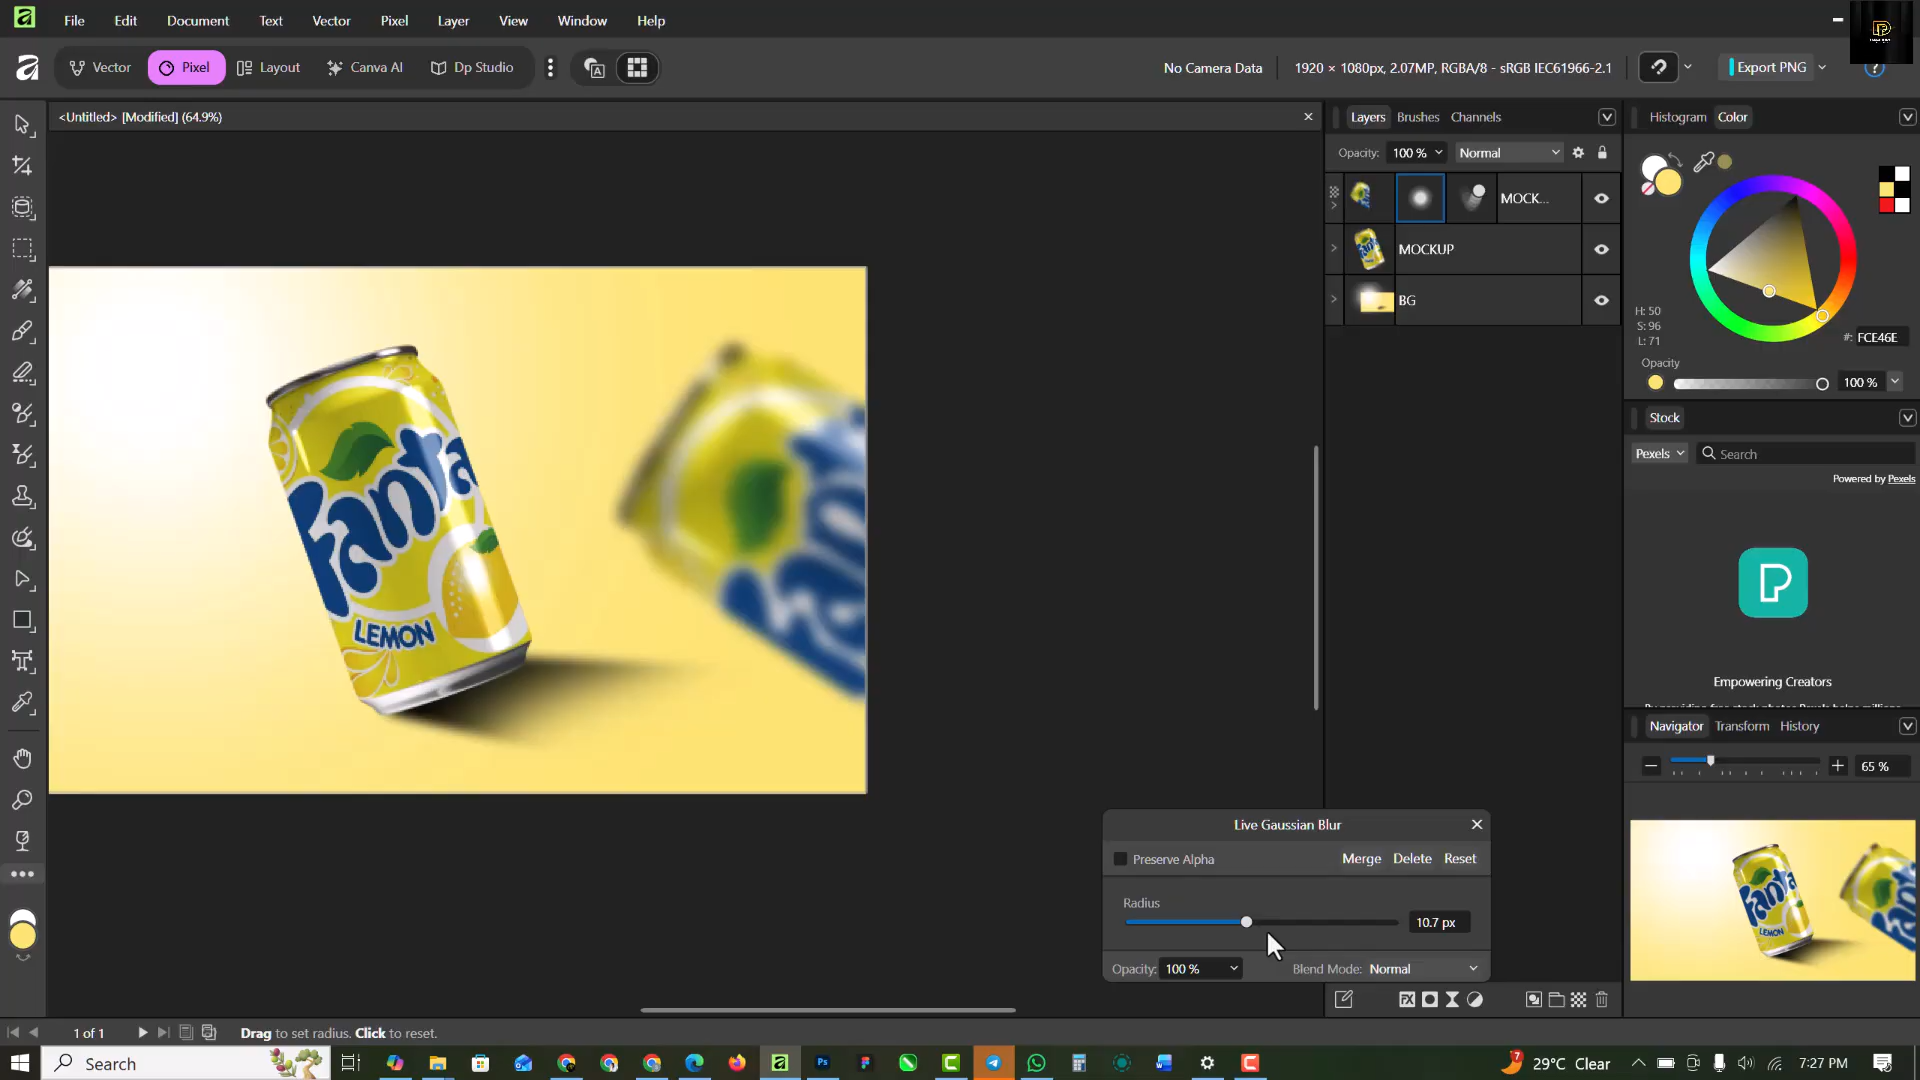 File Edit Document Text Vector Pixel Layer View Window Help
Vector Pixel Layout Canva AI Dp Studio
No Camera Data 1920 × 1080px, 2.07MP, RGBA/8 - sRGB IEC61966-2.1 Export PNG ?
<Untitled> [Modified] (64.9%)
Layers Brushes Channels
Histogram Color
Opacity: 100 % Normal
MOCK...
MOCKUP
BG
H: 50
S: 96
L: 71
#: FCE46E
Opacity
100 %
Stock
Pexels Search
Powered by Pexels
Empowering Creators
Fanta
LEMON
Navigator Transform History
65 %
Fanta
LEMON
Live Gaussian Blur
Preserve Alpha Merge Delete Reset
Radius
10.7 px
Opacity: 100 % Blend Mode: Normal
1 of 1 Drag to set radius. Click to reset.
Search
7 29°C Clear 7:27 PM